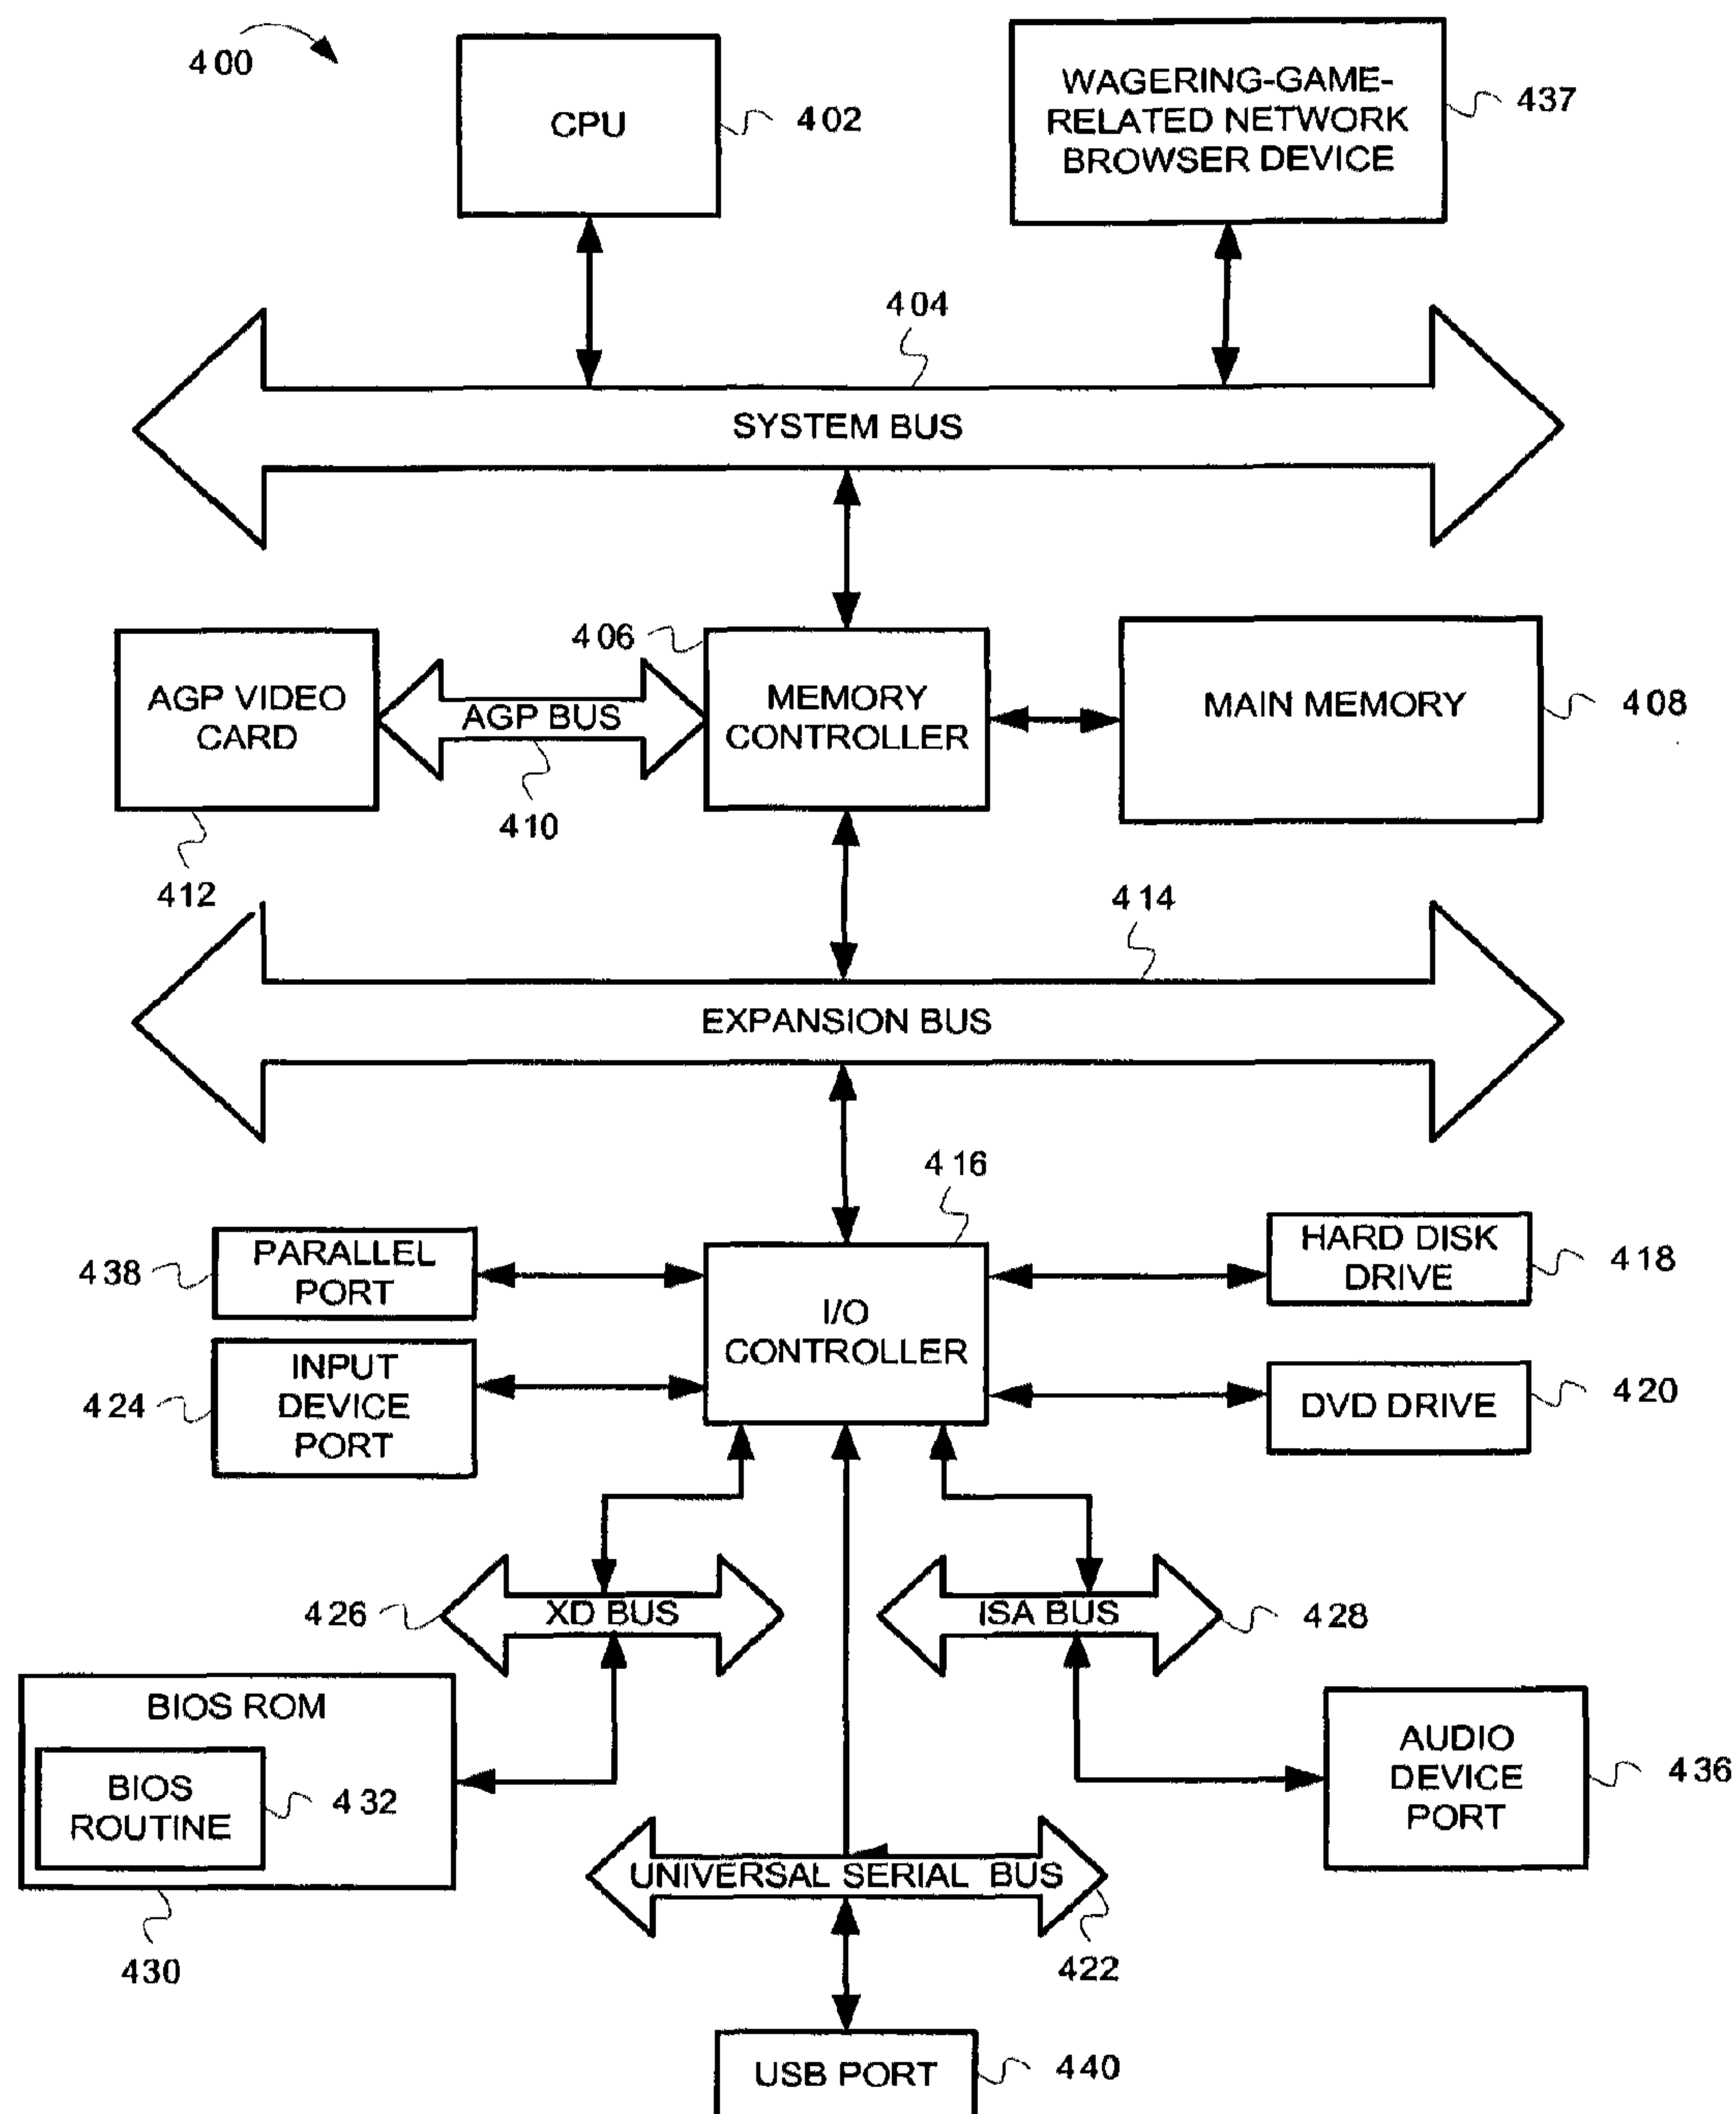 400
CPU
402
WAGERING-GAME-
RELATED NETWORK
BROWSER DEVICE
437
404
SYSTEM BUS
406
AGP VIDEO
CARD
AGP BUS
MEMORY
CONTROLLER
MAIN MEMORY
408
410
412
414
EXPANSION BUS
416
438
PARALLEL
PORT
I/O
CONTROLLER
HARD DISK
DRIVE
418
424
INPUT
DEVICE
PORT
DVD DRIVE
420
426
XD BUS
ISA BUS
428
BIOS ROM
BIOS
ROUTINE
432
AUDIO
DEVICE
PORT
436
UNIVERSAL SERIAL BUS
430
422
USB PORT
440